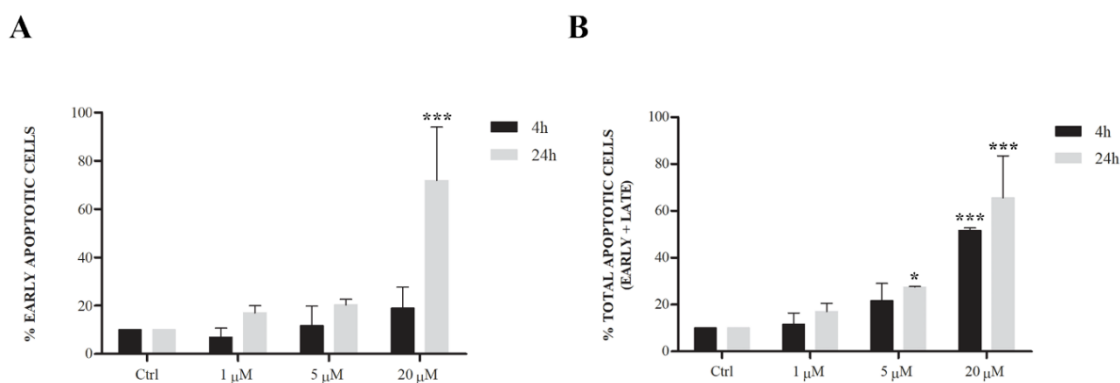 A
% EARLY APOPTOTIC CELLS
100
80
60
40
20
0
***
4h
24h
Ctrl 1 μM 5 μM 20 μM
B
% TOTAL APOPTOTIC CELLS
(EARLY + LATE)
100
80
60
40
20
0
*
***
***
4h
24h
Ctrl 1 μM 5 μM 20 μM